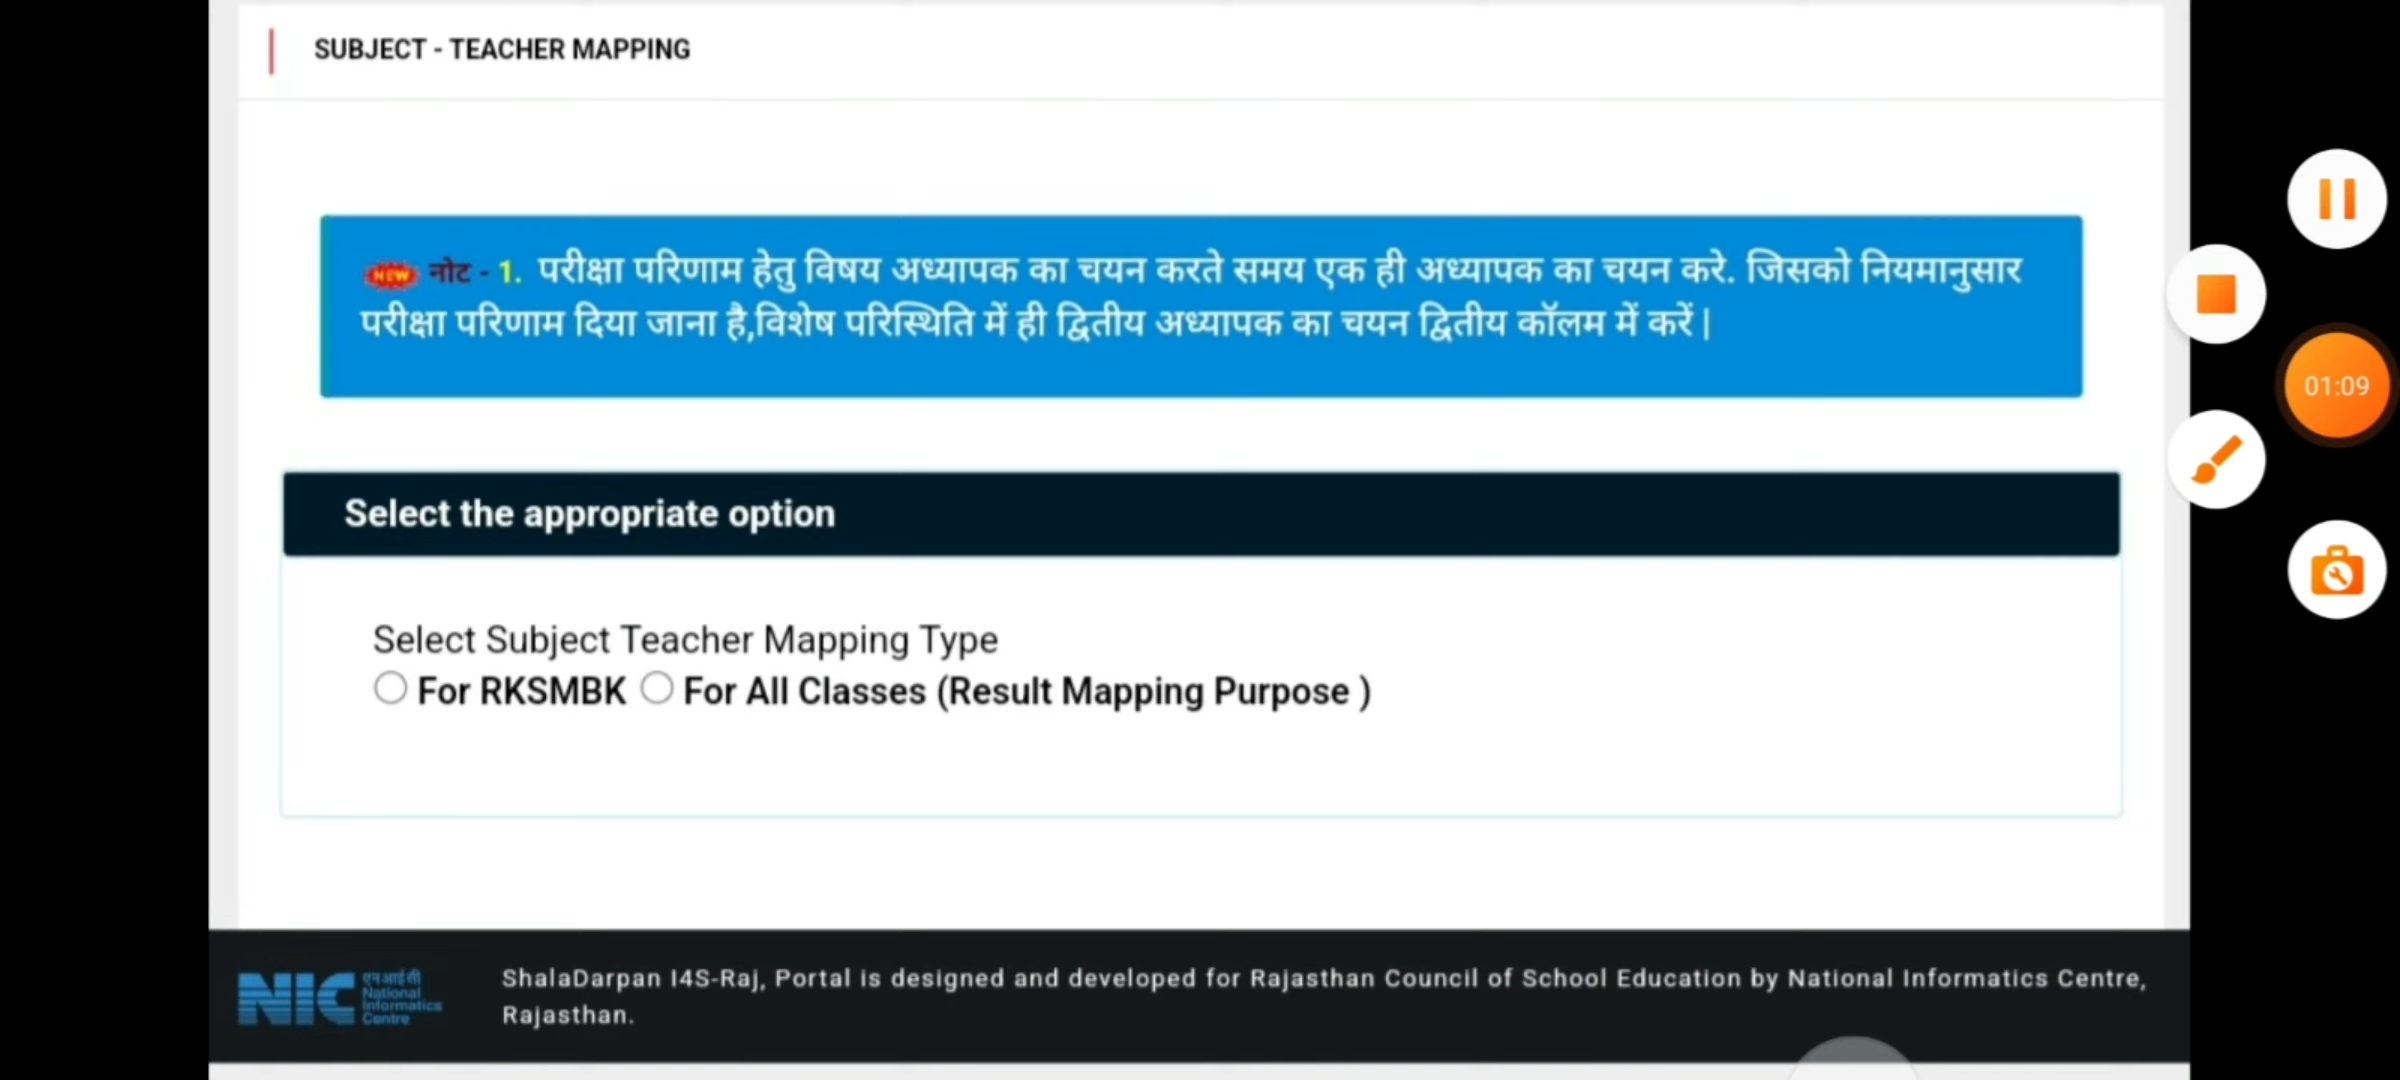 SUBJECT - TEACHER MAPPING
NEW नोट - 1. परीक्षा परिणाम हेतु विषय अध्यापक का चयन करते समय एक ही अध्यापक का चयन करे. जिसको नियमानुसार
परीक्षा परिणाम दिया जाना है,विशेष परिस्थिति में ही द्वितीय अध्यापक का चयन द्वितीय कॉलम में करें |
01:09
Select the appropriate option
Select Subject Teacher Mapping Type
For RKSMBK For All Classes (Result Mapping Purpose )
NIC एनआईसी
National
Informatics
Centre
ShalaDarpan I4S-Raj, Portal is designed and developed for Rajasthan Council of School Education by National Informatics Centre,
Rajasthan.